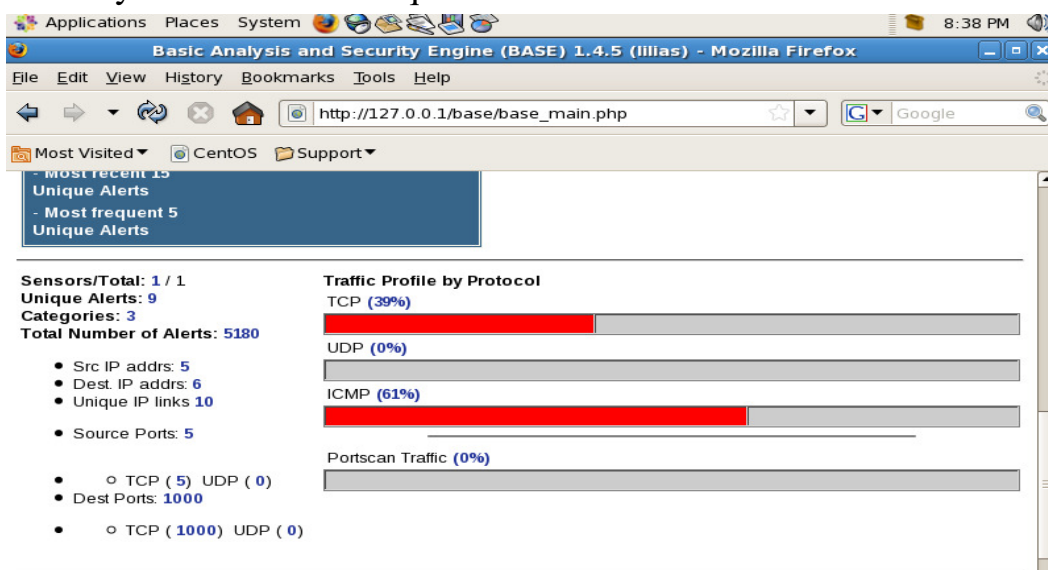 Applications Places System 8:38 PM
Basic Analysis and Security Engine (BASE) 1.4.5 (lilias) - Mozilla Firefox
File Edit View History Bookmarks Tools Help
http://127.0.0.1/base/base_main.php G Google
Most Visited CentOS Support
- Most recent 15
Unique Alerts
- Most frequent 5
Unique Alerts
Sensors/Total: 1 / 1
Unique Alerts: 9
Categories: 3
Total Number of Alerts: 5180
• Src IP addrs: 5
• Dest. IP addrs: 6
• Unique IP links 10
• Source Ports: 5
• ○ TCP ( 5) UDP ( 0)
• Dest Ports: 1000
• ○ TCP ( 1000) UDP ( 0)
Traffic Profile by Protocol
TCP (39%)
UDP (0%)
ICMP (61%)
Portscan Traffic (0%)